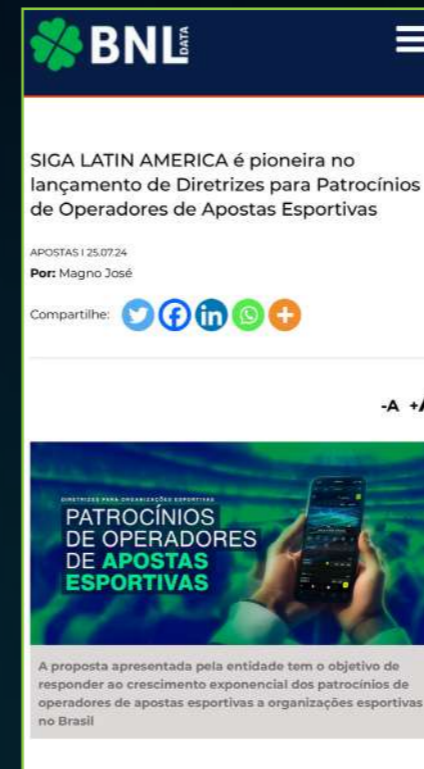 BNL DATA
SIGA LATIN AMERICA é pioneira no
lançamento de Diretrizes para Patrocínios
de Operadores de Apostas Esportivas
APOSTAS I 25.07.24
Por: Magno José
Compartilhe:
-A +A
DIRETRIZES PARA ORGANIZAÇÕES ESPORTIVAS
PATROCÍNIOS
DE OPERADORES
DE APOSTAS
ESPORTIVAS
A proposta apresentada pela entidade tem o objetivo de
responder ao crescimento exponencial dos patrocínios de
operadores de apostas esportivas a organizações esportivas
no Brasil